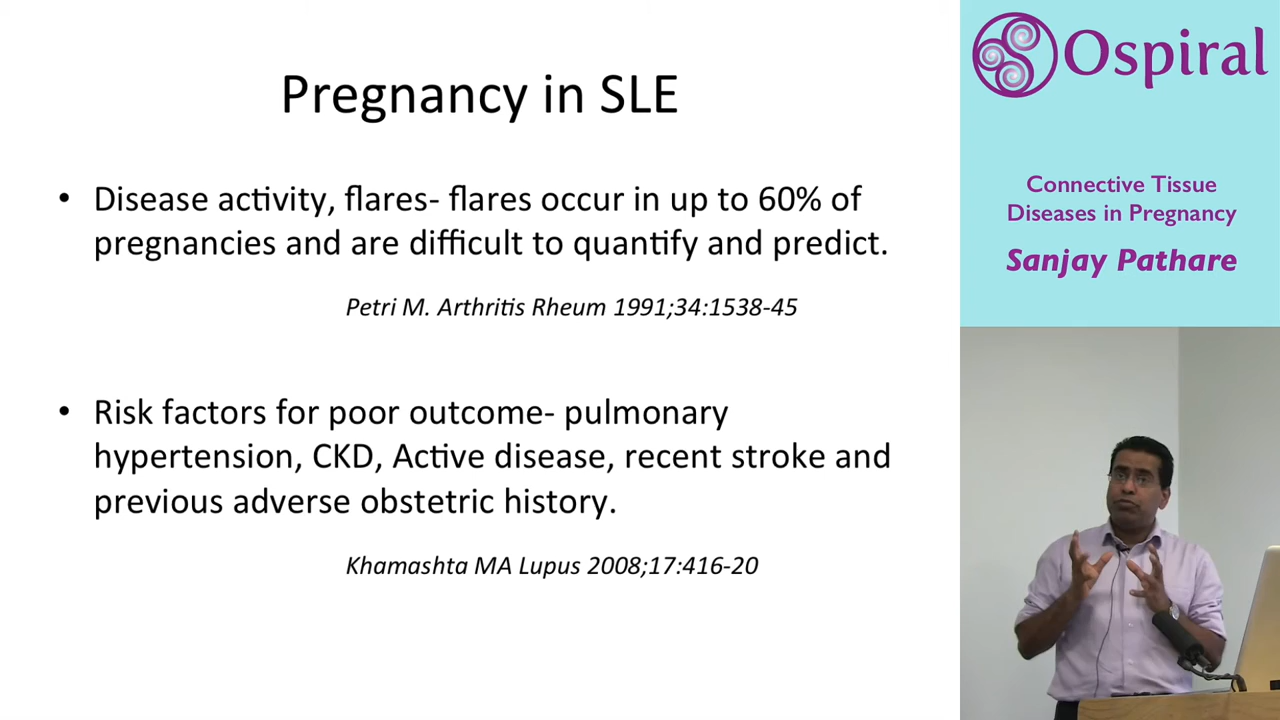 Pregnancy in SLE
• Disease activity, flares- flares occur in up to 60% of
pregnancies and are difficult to quantify and predict.
Petri M. Arthritis Rheum 1991;34:1538-45
• Risk factors for poor outcome- pulmonary
hypertension, CKD, Active disease, recent stroke and
previous adverse obstetric history.
Khamashta MA Lupus 2008;17:416-20
Ospiral
Connective Tissue
Diseases in Pregnancy
Sanjay Pathare